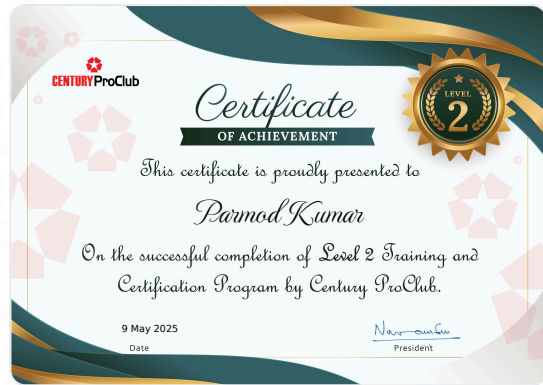 CENTURY ProClub
LEVEL
2
Certificate
OF ACHIEVEMENT
This certificate is proudly presented to
Parmod Kumar
On the successful completion of Level 2 Training and
Certification Program by Century ProClub.
9 May 2025
Date
President